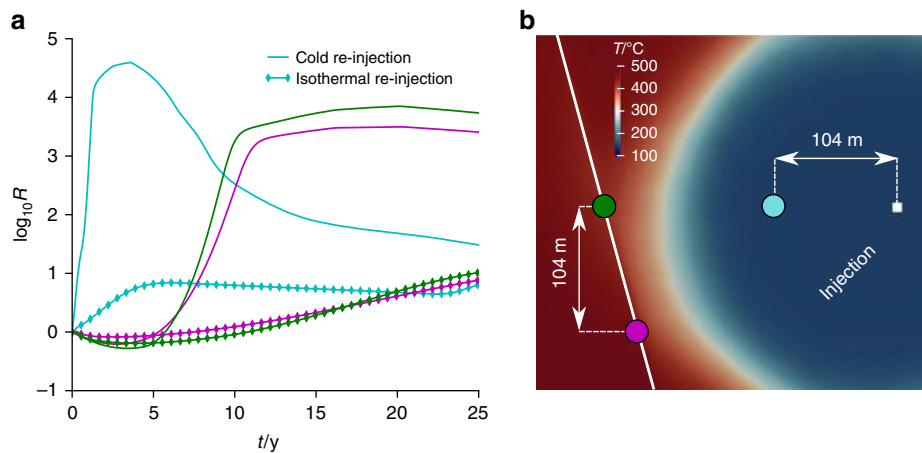 a
5
4
3
2
1
0
−1
log₁₀R
0
5
10
15
20
25
t/y
Cold re-injection
Isothermal re-injection
b
T/°C
500
400
300
200
100
104 m
104 m
Injection